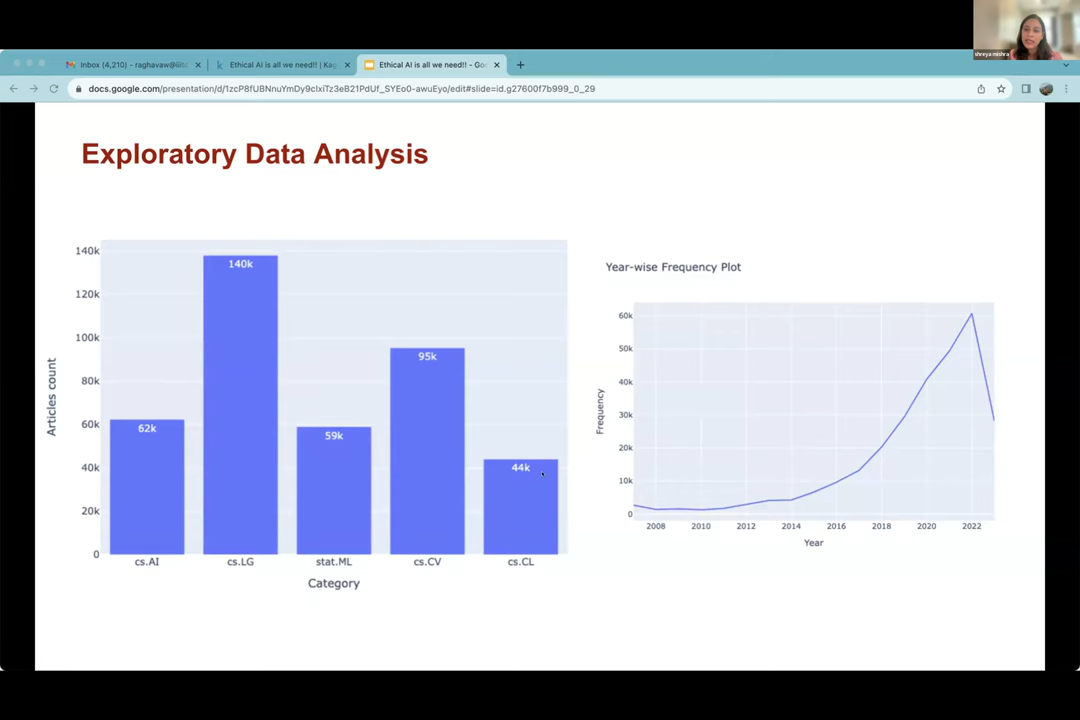 shreya mishra
Inbox (4,210) - raghavaw@iiitd
Ethical AI is all we need!! | Kag
Ethical AI is all we need!! - Goo
docs.google.com/presentation/d/1zcP8fUBNnuYmDy9cIxiTz3eB21PdUf_SYEo0-awuEyo/edit#slide=id.g27600f7b999_0_29
Exploratory Data Analysis
140k
120k
100k
80k
60k
40k
20k
0
Articles count
62k
140k
59k
95k
44k
cs.AI
cs.LG
stat.ML
cs.CV
cs.CL
Category
Year-wise Frequency Plot
60k
50k
40k
30k
20k
10k
0
Frequency
2008
2010
2012
2014
2016
2018
2020
2022
Year